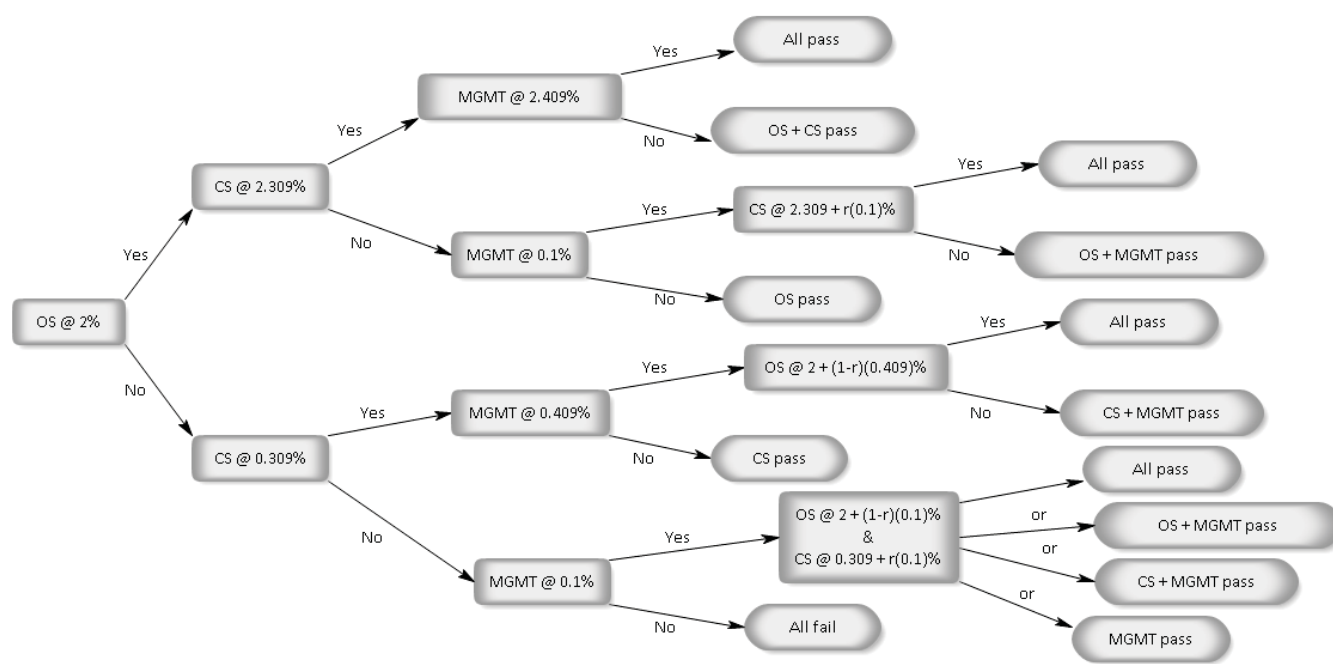 All pass
Yes
MGMT @ 2.409%
No
OS + CS pass
Yes
CS @ 2.309%
Yes
All pass
Yes
CS @ 2.309 + r(0.1)%
No
MGMT @ 0.1%
No
OS + MGMT pass
Yes
No
OS pass
OS @ 2%
Yes
All pass
No
Yes
OS @ 2 + (1-r)(0.409)%
Yes
MGMT @ 0.409%
No
CS + MGMT pass
CS @ 0.309%
No
CS pass
All pass
No
Yes
OS @ 2 + (1-r)(0.1)%
&
CS @ 0.309 + r(0.1)%
or
OS + MGMT pass
or
MGMT @ 0.1%
CS + MGMT pass
or
No
All fail
MGMT pass